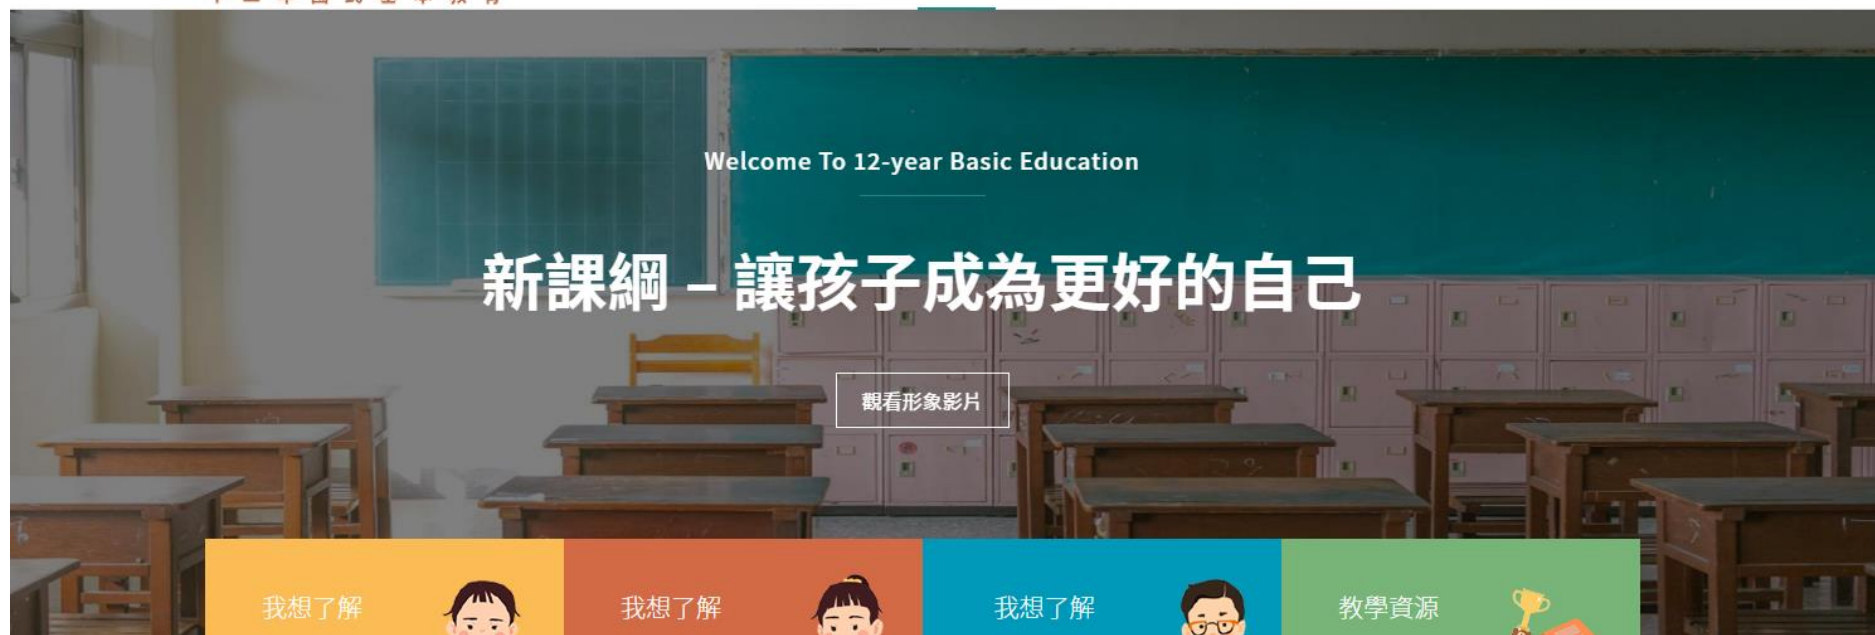 Welcome To 12-year Basic Education
新課綱 – 讓孩子成為更好的自己
觀看形象影片
我想了解
我想了解
我想了解
教學資源